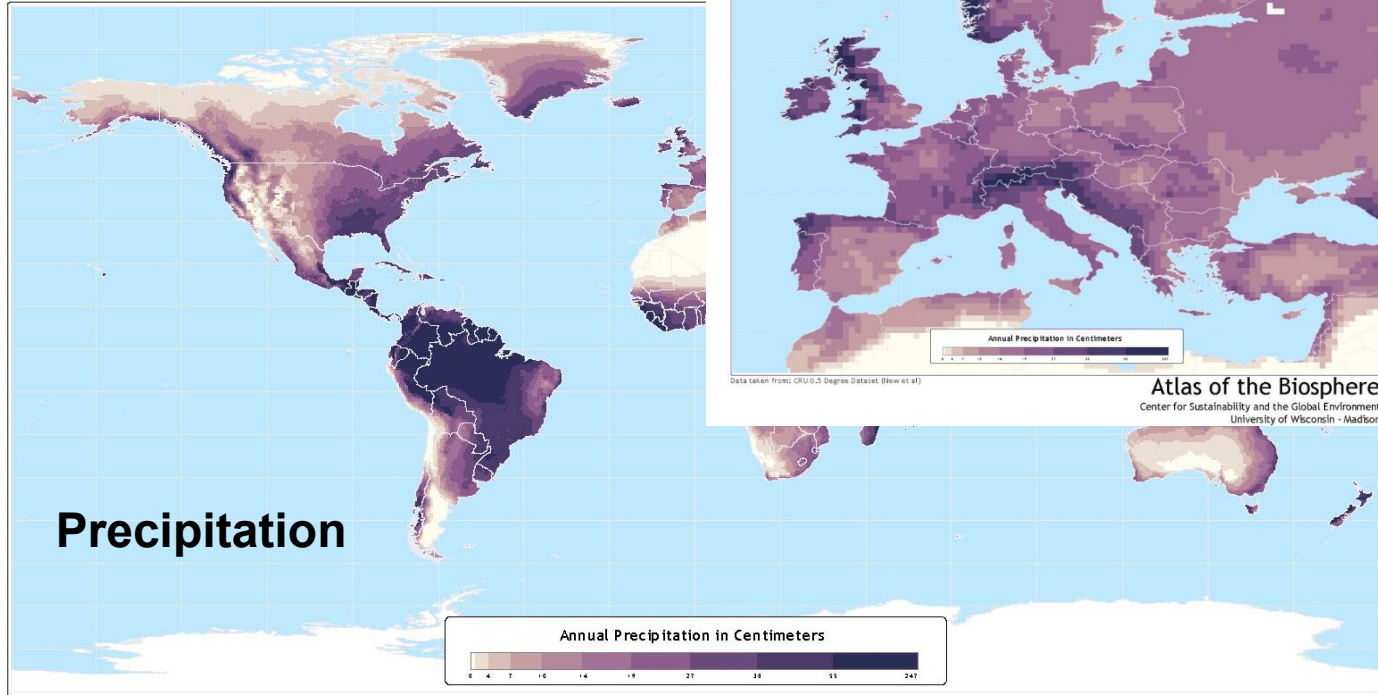 Annual Precipitation in Centimeters
Data taken from: CRU 0.5 Degree Dataset (New et al)
Atlas of the Biosphere
Center for Sustainability and the Global Environment
University of Wisconsin - Madison
Precipitation
Annual Precipitation in Centimeters
0 4 7 10 14 19 27 38 55 247